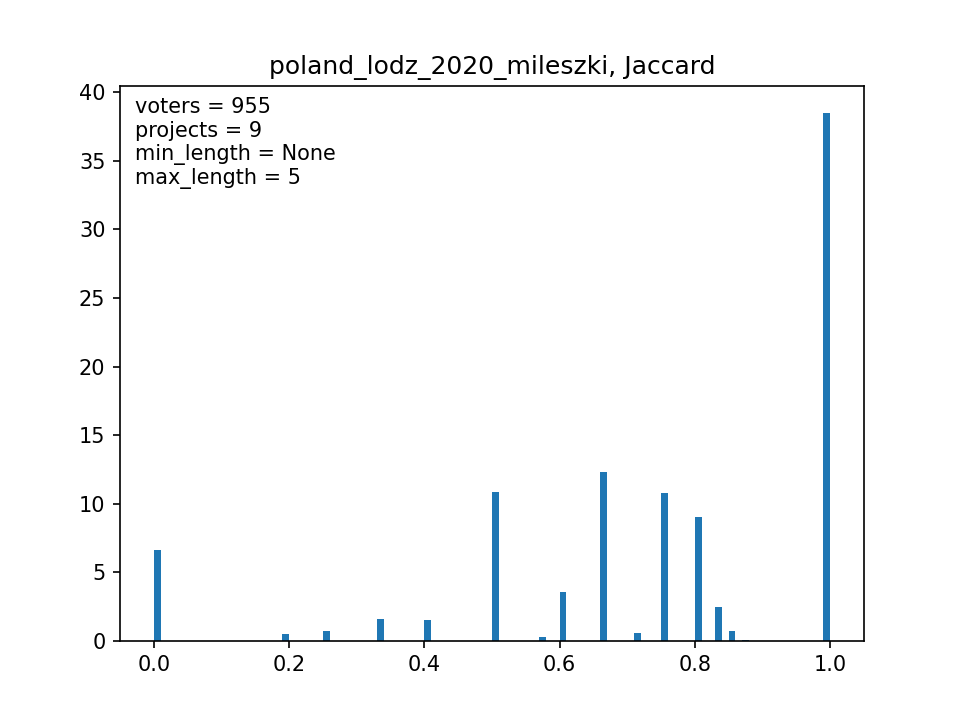 poland_lodz_2020_mileszki, Jaccard
voters = 955
projects = 9
min_length = None
max_length = 5
40
35
30
25
20
15
10
5
0
0.0 0.2 0.4 0.6 0.8 1.0